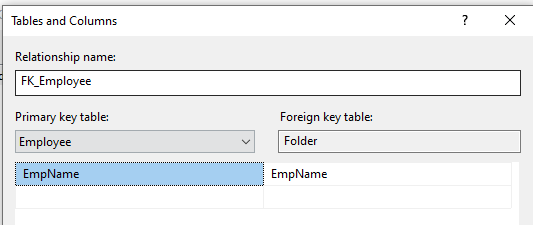 Tables and Columns ?
Relationship name:
FK_Employee
Primary key table: Foreign key table:
Employee Folder
EmpName EmpName